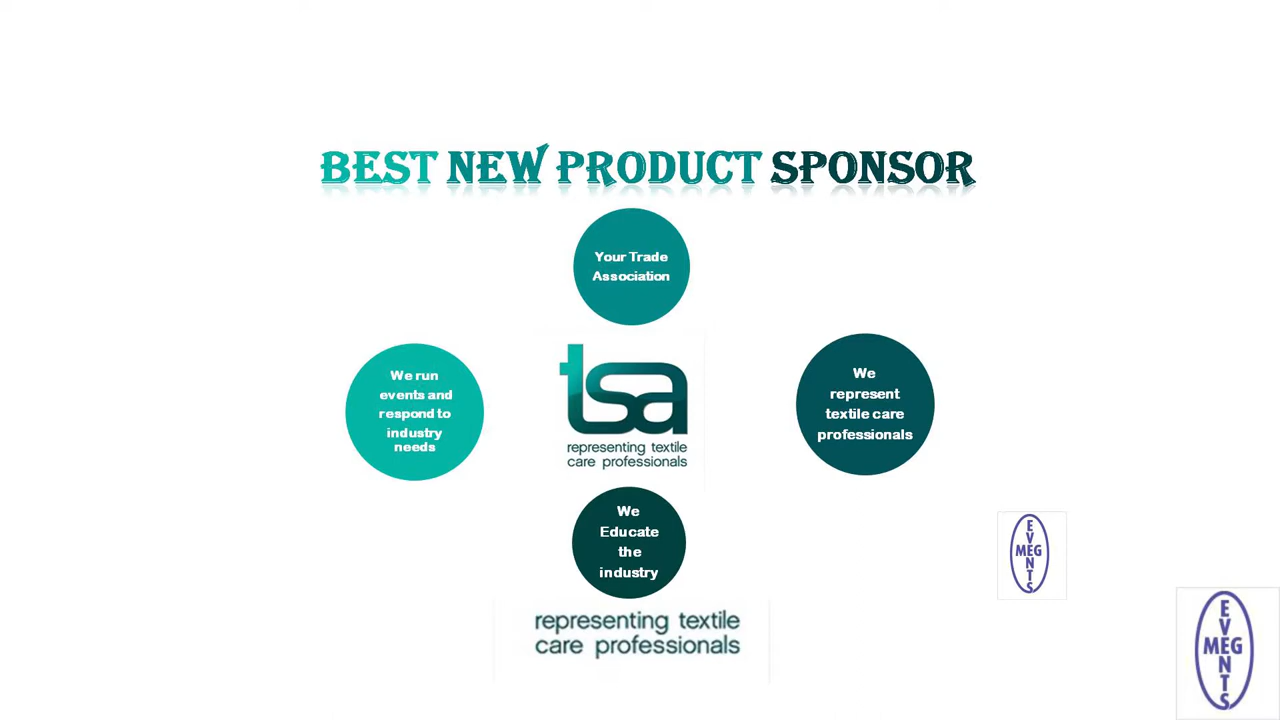 BEST NEW PRODUCT SPONSOR
Your Trade
Association
We run
events and
respond to
industry
needs
tsa
representing textile
care professionals
We
represent
textile care
professionals
We
Educate
the
industry
representing textile
care professionals
EVENTS
MEG
EVENTS
MEG